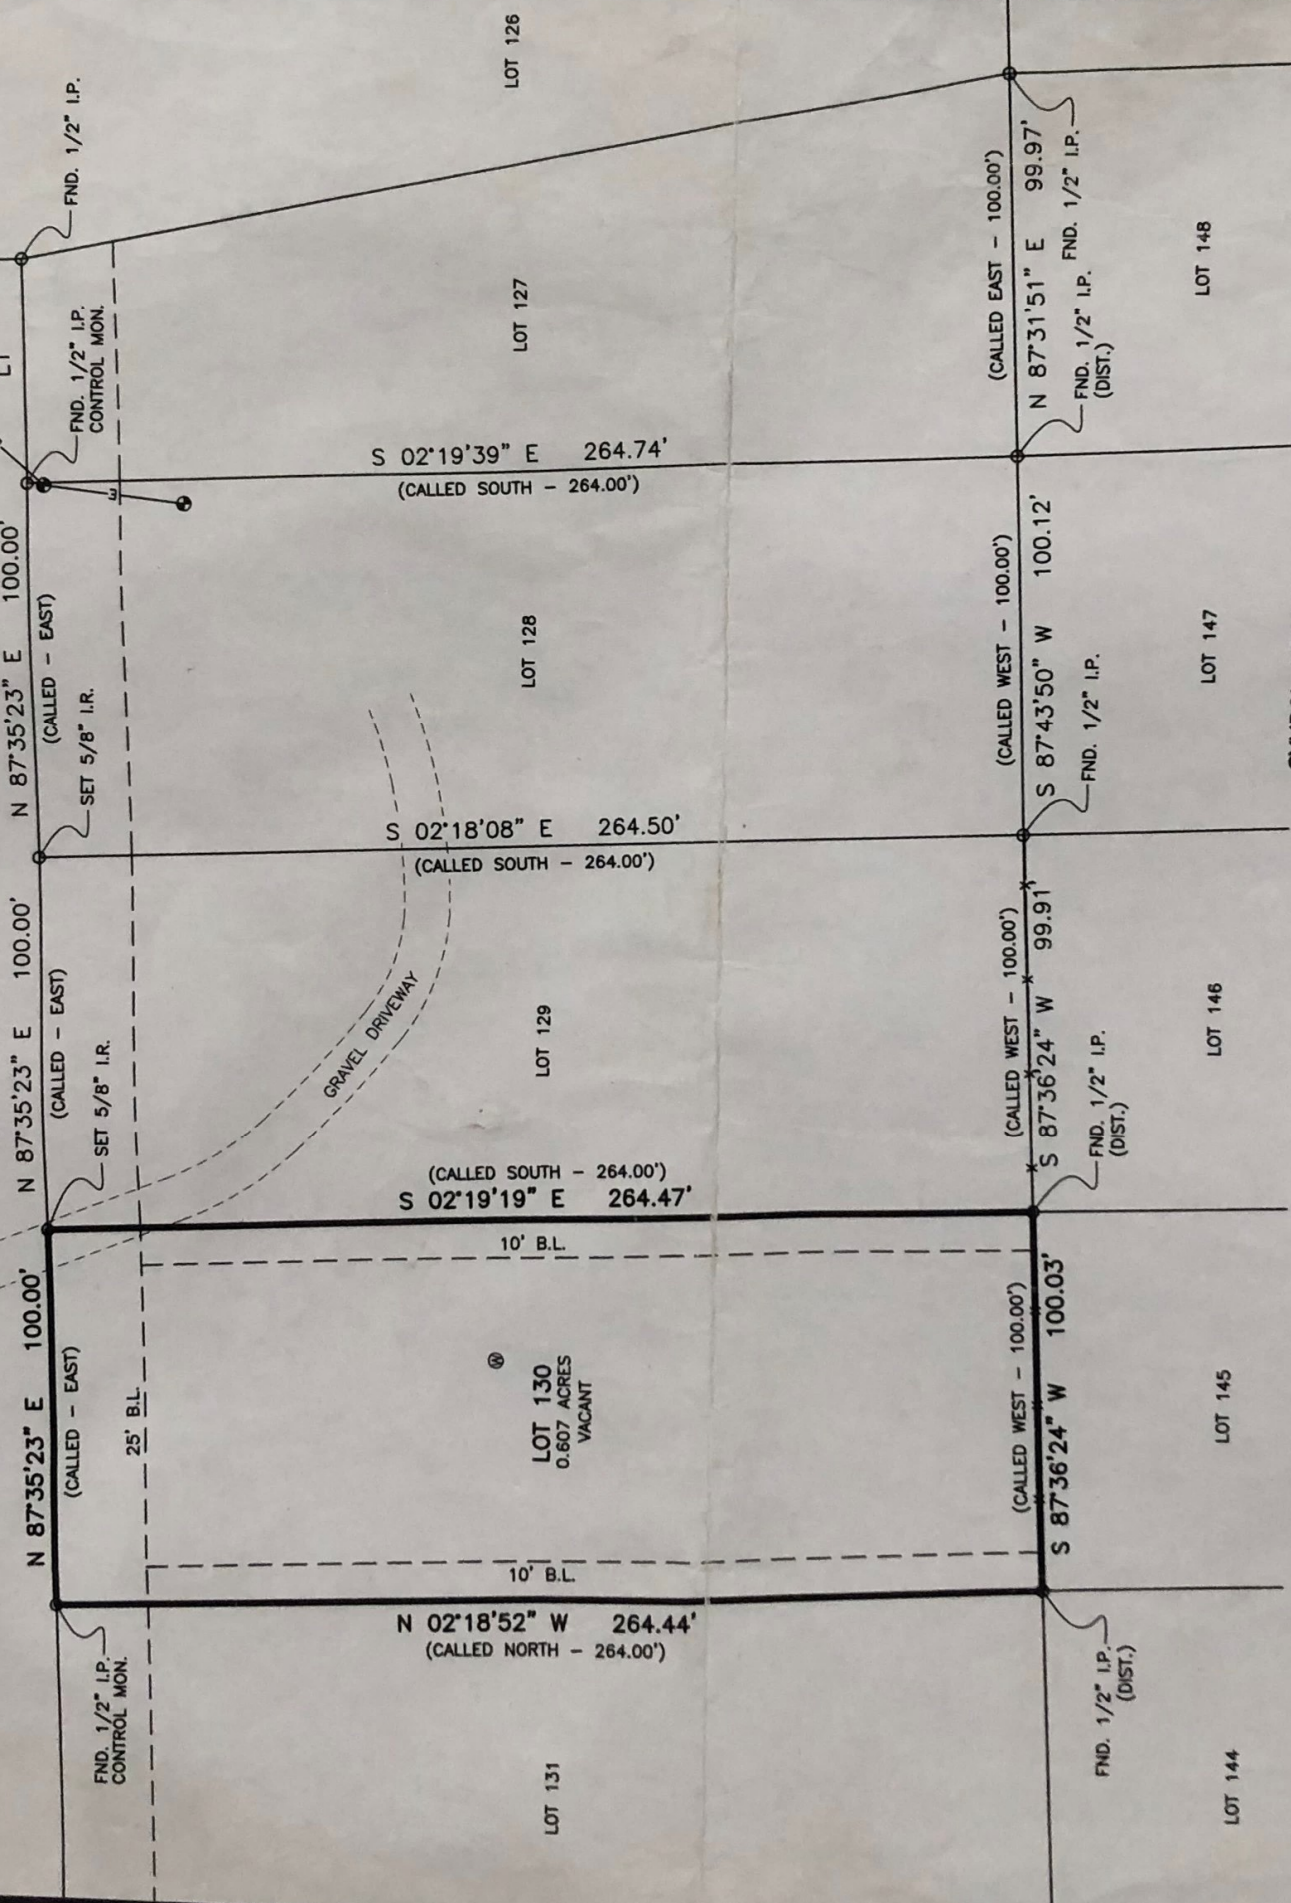 LOT 126
FND. 1/2" I.P.
FND. 1/2" I.P.
CONTROL MON.
LOT 127
(CALLED EAST - 100.00')
N 87°31'51" E 99.97'
FND. 1/2" I.P.
FND. 1/2" I.P.
(DIST.)
LOT 148
S 02°19'39" E 264.74'
(CALLED SOUTH - 264.00')
N 87°35'23" E 100.00'
(CALLED - EAST)
SET 5/8" I.R.
LOT 128
(CALLED WEST - 100.00')
S 87°43'50" W 100.12'
FND. 1/2" I.P.
LOT 147
S 02°18'08" E 264.50'
(CALLED SOUTH - 264.00')
N 87°35'23" E 100.00'
(CALLED - EAST)
SET 5/8" I.R.
GRAVEL DRIVEWAY
LOT 129
(CALLED WEST - 100.00')
S 87°36'24" W 99.91'
FND. 1/2" I.P.
(DIST.)
LOT 146
(CALLED SOUTH - 264.00')
S 02°19'19" E 264.47'
10' B.L.
N 87°35'23" E 100.00'
(CALLED - EAST)
25' B.L.
W
LOT 130
0.607 ACRES
VACANT
(CALLED WEST - 100.00')
S 87°36'24" W 100.03'
LOT 145
10' B.L.
N 02°18'52" W 264.44'
(CALLED NORTH - 264.00')
FND. 1/2" I.P.
CONTROL MON.
FND. 1/2" I.P.
(DIST.)
LOT 131
LOT 144